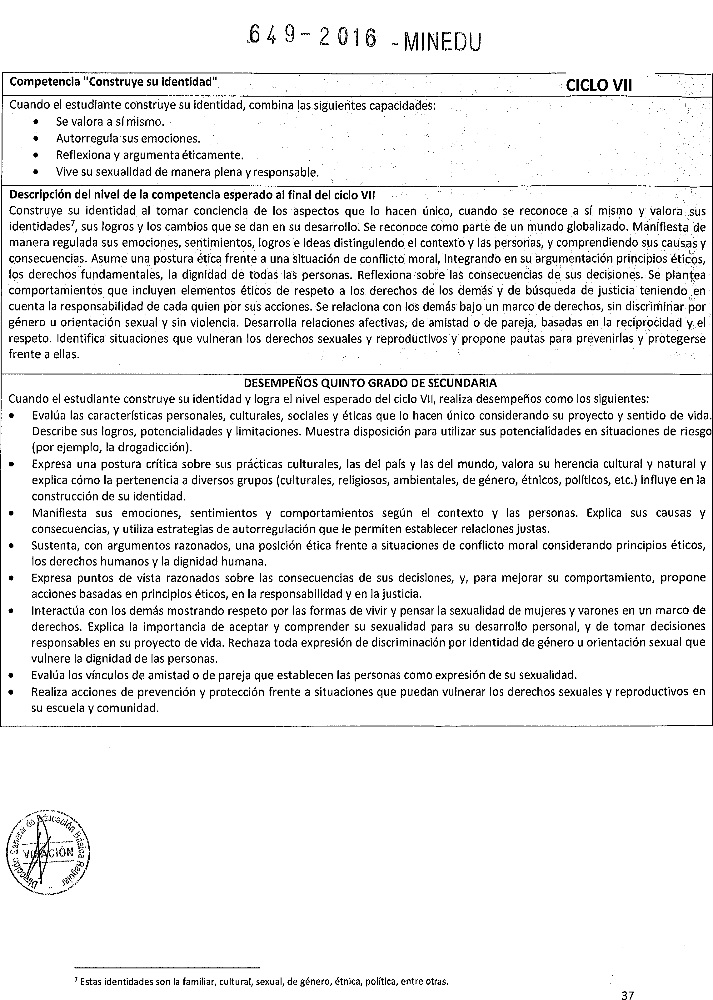 649-2016 -MINEDU
Competencia "Construye su identidad" CICLO VII
Cuando el estudiante construye su identidad, combina las siguientes capacidades:
• Se valora a sí mismo.
• Autorregula sus emociones.
• Reflexiona y argumenta éticamente.
• Vive su sexualidad de manera plena y responsable.
Descripción del nivel de la competencia esperado al final del ciclo VII
Construye su identidad al tomar conciencia de los aspectos que lo hacen único, cuando se reconoce a sí mismo y valora sus
identidades⁷, sus logros y los cambios que se dan en su desarrollo. Se reconoce como parte de un mundo globalizado. Manifiesta de
manera regulada sus emociones, sentimientos, logros e ideas distinguiendo el contexto y las personas, y comprendiendo sus causas y
consecuencias. Asume una postura ética frente a una situación de conflicto moral, integrando en su argumentación principios éticos,
los derechos fundamentales, la dignidad de todas las personas. Reflexiona sobre las consecuencias de sus decisiones. Se plantea
comportamientos que incluyen elementos éticos de respeto a los derechos de los demás y de búsqueda de justicia teniendo en
cuenta la responsabilidad de cada quien por sus acciones. Se relaciona con los demás bajo un marco de derechos, sin discriminar por
género u orientación sexual y sin violencia. Desarrolla relaciones afectivas, de amistad o de pareja, basadas en la reciprocidad y el
respeto. Identifica situaciones que vulneran los derechos sexuales y reproductivos y propone pautas para prevenirlas y protegerse
frente a ellas.
DESEMPEÑOS QUINTO GRADO DE SECUNDARIA
Cuando el estudiante construye su identidad y logra el nivel esperado del ciclo VII, realiza desempeños como los siguientes:
• Evalúa las características personales, culturales, sociales y éticas que lo hacen único considerando su proyecto y sentido de vida.
Describe sus logros, potencialidades y limitaciones. Muestra disposición para utilizar sus potencialidades en situaciones de riesgo
(por ejemplo, la drogadicción).
• Expresa una postura crítica sobre sus prácticas culturales, las del país y las del mundo, valora su herencia cultural y natural y
explica cómo la pertenencia a diversos grupos (culturales, religiosos, ambientales, de género, étnicos, políticos, etc.) influye en la
construcción de su identidad.
• Manifiesta sus emociones, sentimientos y comportamientos según el contexto y las personas. Explica sus causas y
consecuencias, y utiliza estrategias de autorregulación que le permiten establecer relaciones justas.
• Sustenta, con argumentos razonados, una posición ética frente a situaciones de conflicto moral considerando principios éticos,
los derechos humanos y la dignidad humana.
• Expresa puntos de vista razonados sobre las consecuencias de sus decisiones, y, para mejorar su comportamiento, propone
acciones basadas en principios éticos, en la responsabilidad y en la justicia.
• Interactúa con los demás mostrando respeto por las formas de vivir y pensar la sexualidad de mujeres y varones en un marco de
derechos. Explica la importancia de aceptar y comprender su sexualidad para su desarrollo personal, y de tomar decisiones
responsables en su proyecto de vida. Rechaza toda expresión de discriminación por identidad de género u orientación sexual que
vulnere la dignidad de las personas.
• Evalúa los vínculos de amistad o de pareja que establecen las personas como expresión de su sexualidad.
• Realiza acciones de prevención y protección frente a situaciones que puedan vulnerar los derechos sexuales y reproductivos en
su escuela y comunidad.
Dirección General de Educación Básica Regular
VISACIÓN
⁷ Estas identidades son la familiar, cultural, sexual, de género, étnica, política, entre otras.
37